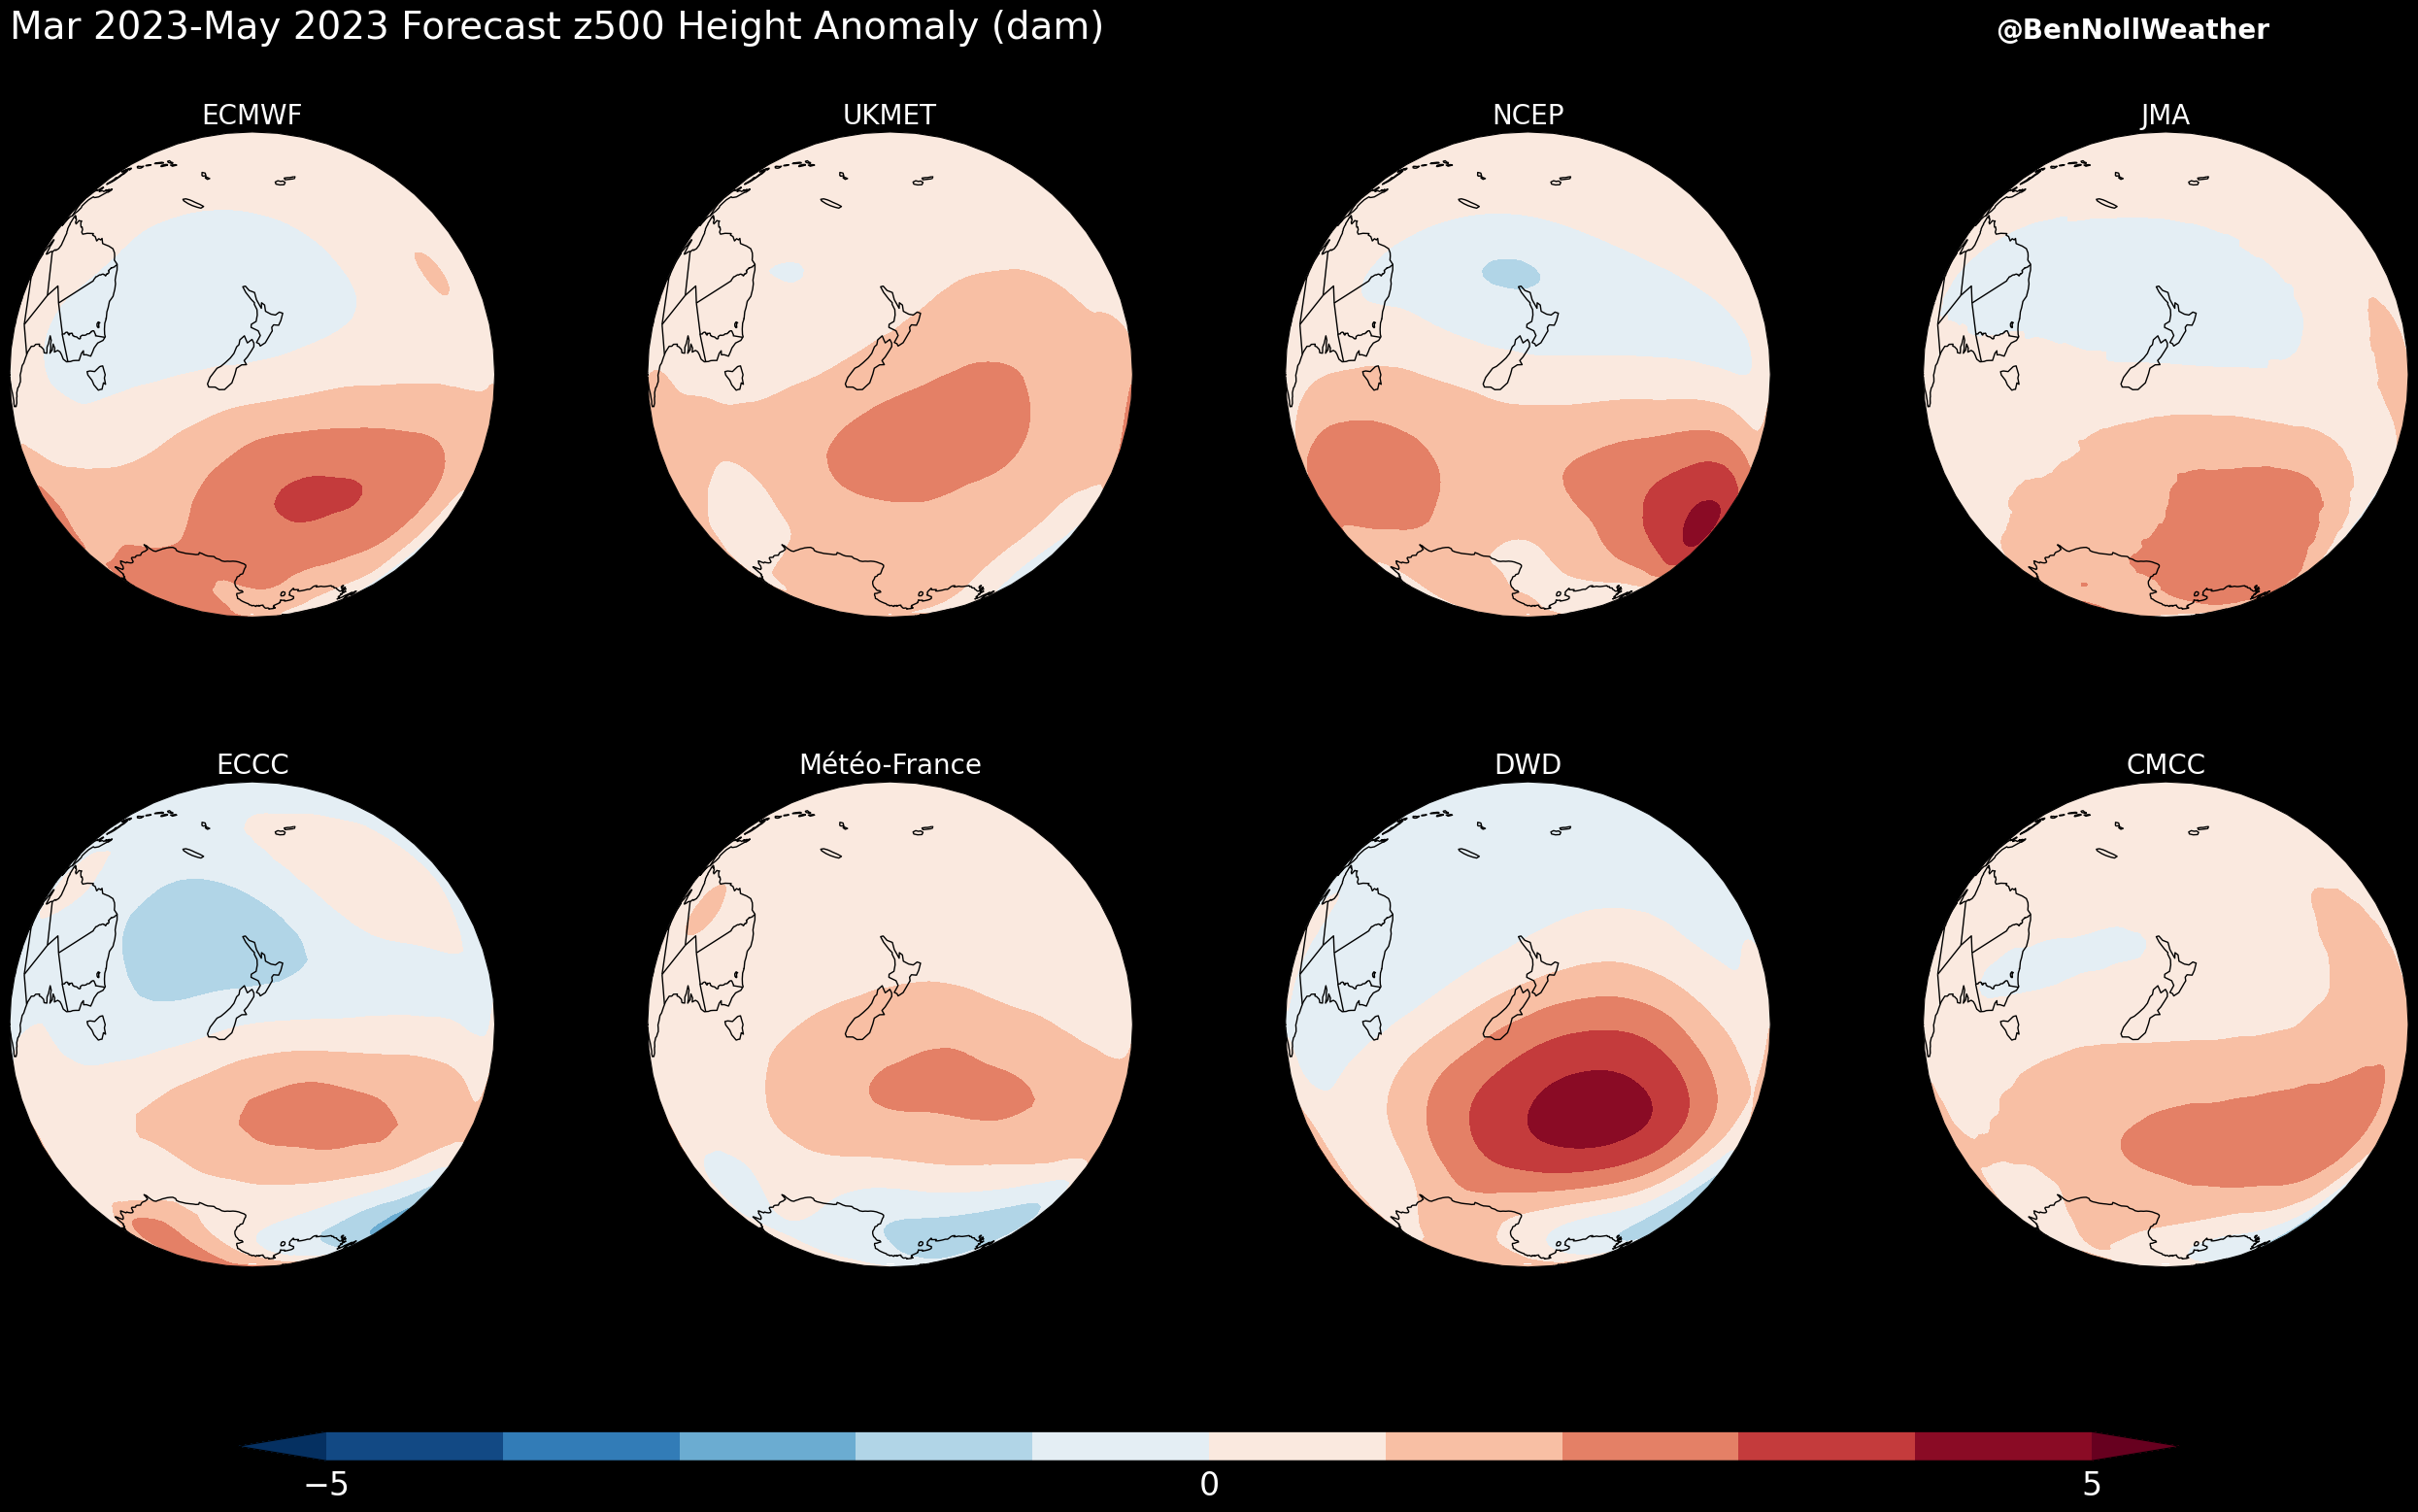 Mar 2023-May 2023 Forecast z500 Height Anomaly (dam)
@BenNollWeather
ECMWF
UKMET
NCEP
JMA
ECCC
Météo-France
DWD
CMCC
−5
0
5